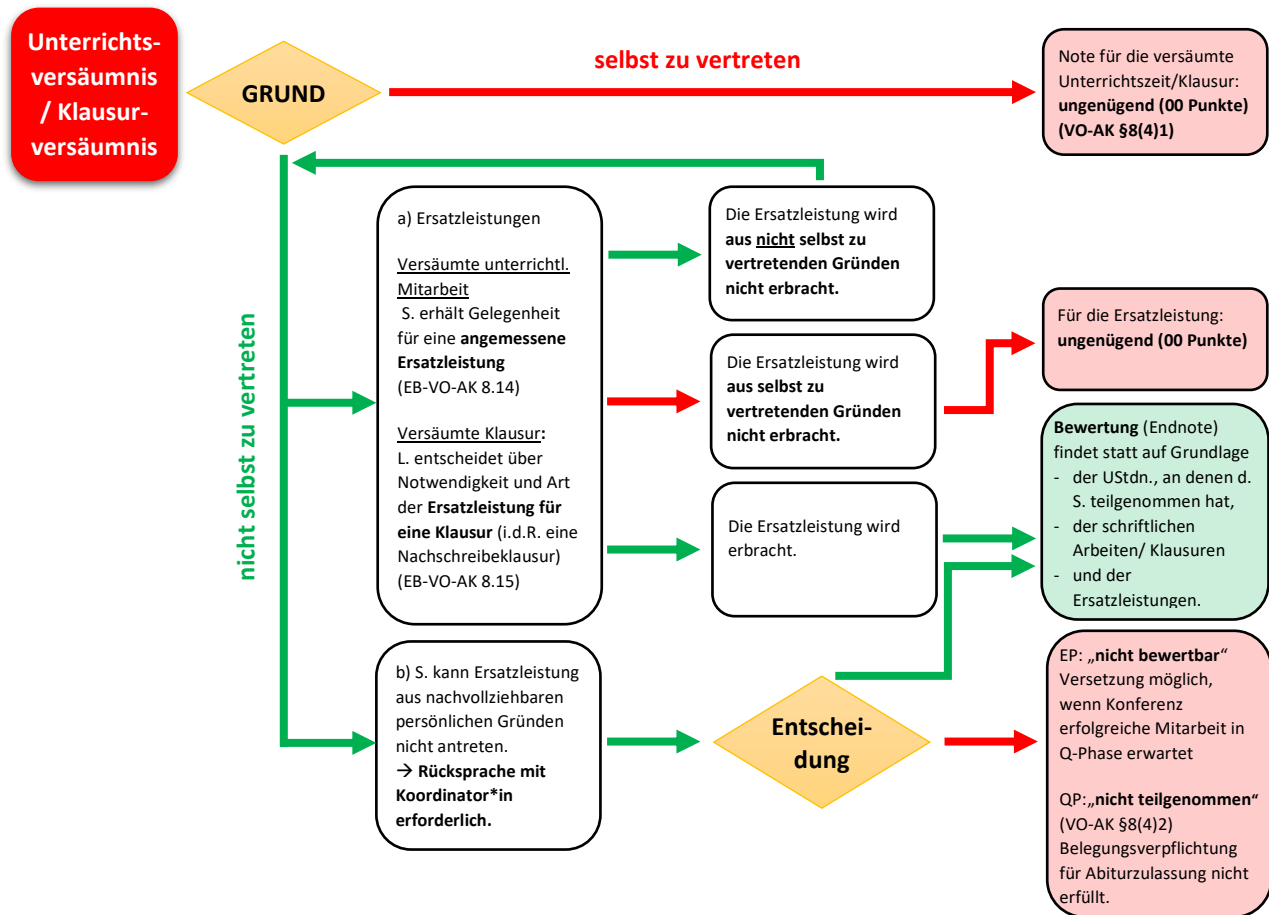 Unterrichts-
versäumnis
/ Klausur-
versäumnis
GRUND
selbst zu vertreten
Note für die versäumte
Unterrichtszeit/Klausur:
ungenügend (00 Punkte)
(VO-AK §8(4)1)
nicht selbst zu vertreten
a) Ersatzleistungen
Versäumte unterrichtl.
Mitarbeit
S. erhält Gelegenheit
für eine angemessene
Ersatzleistung
(EB-VO-AK 8.14)
Versäumte Klausur:
L. entscheidet über
Notwendigkeit und Art
der Ersatzleistung für
eine Klausur (i.d.R. eine
Nachschreibeklausur)
(EB-VO-AK 8.15)
Die Ersatzleistung wird
aus nicht selbst zu
vertretenden Gründen
nicht erbracht.
Die Ersatzleistung wird
aus selbst zu
vertretenden Gründen
nicht erbracht.
Für die Ersatzleistung:
ungenügend (00 Punkte)
Die Ersatzleistung wird
erbracht.
Bewertung (Endnote)
findet statt auf Grundlage
- der UStdn., an denen d.
S. teilgenommen hat,
- der schriftlichen
Arbeiten/ Klausuren
- und der
Ersatzleistungen.
b) S. kann Ersatzleistung
aus nachvollziehbaren
persönlichen Gründen
nicht antreten.
→ Rücksprache mit
Koordinator*in
erforderlich.
Entschei-
dung
EP: „nicht bewertbar“
Versetzung möglich,
wenn Konferenz
erfolgreiche Mitarbeit in
Q-Phase erwartet
QP:„nicht teilgenommen“
(VO-AK §8(4)2)
Belegungsverpflichtung
für Abiturzulassung nicht
erfüllt.